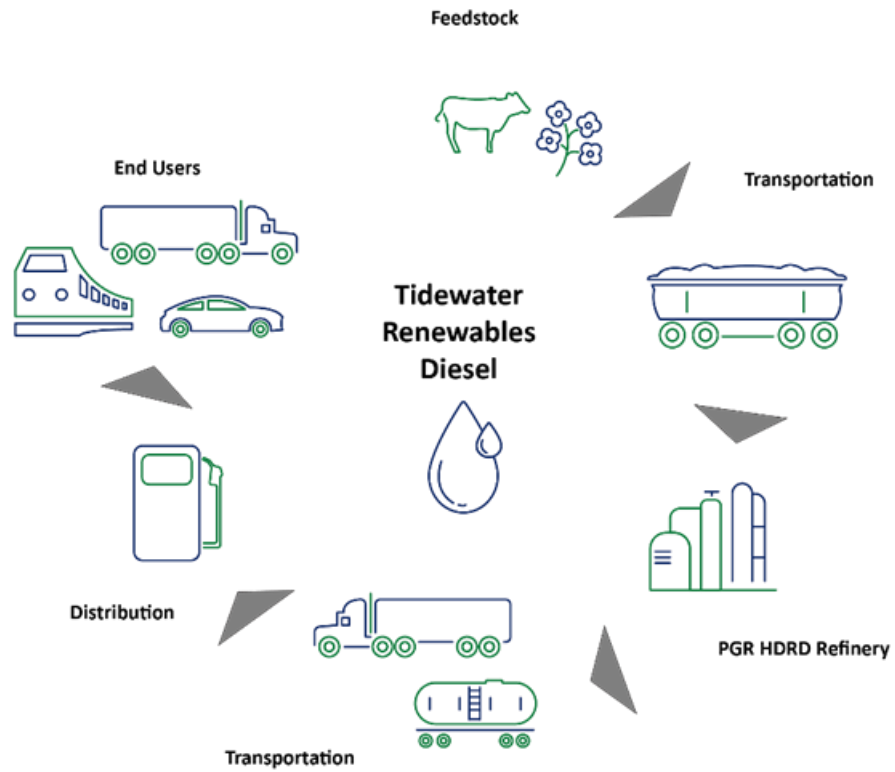 Feedstock
Transportation
End Users
Tidewater
Renewables
Diesel
Distribution
PGR HDRD Refinery
Transportation